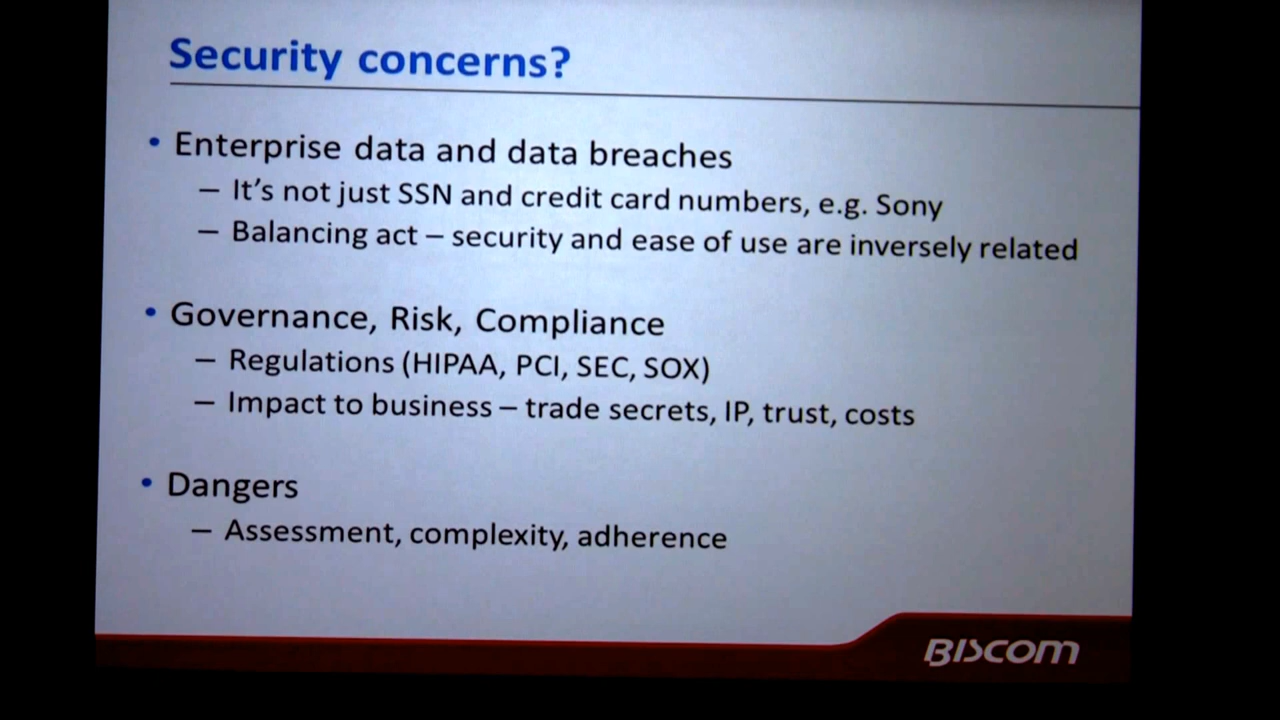 Security concerns?
• Enterprise data and data breaches
– It's not just SSN and credit card numbers, e.g. Sony
– Balancing act – security and ease of use are inversely related
• Governance, Risk, Compliance
– Regulations (HIPAA, PCI, SEC, SOX)
– Impact to business – trade secrets, IP, trust, costs
• Dangers
– Assessment, complexity, adherence
BISCOM